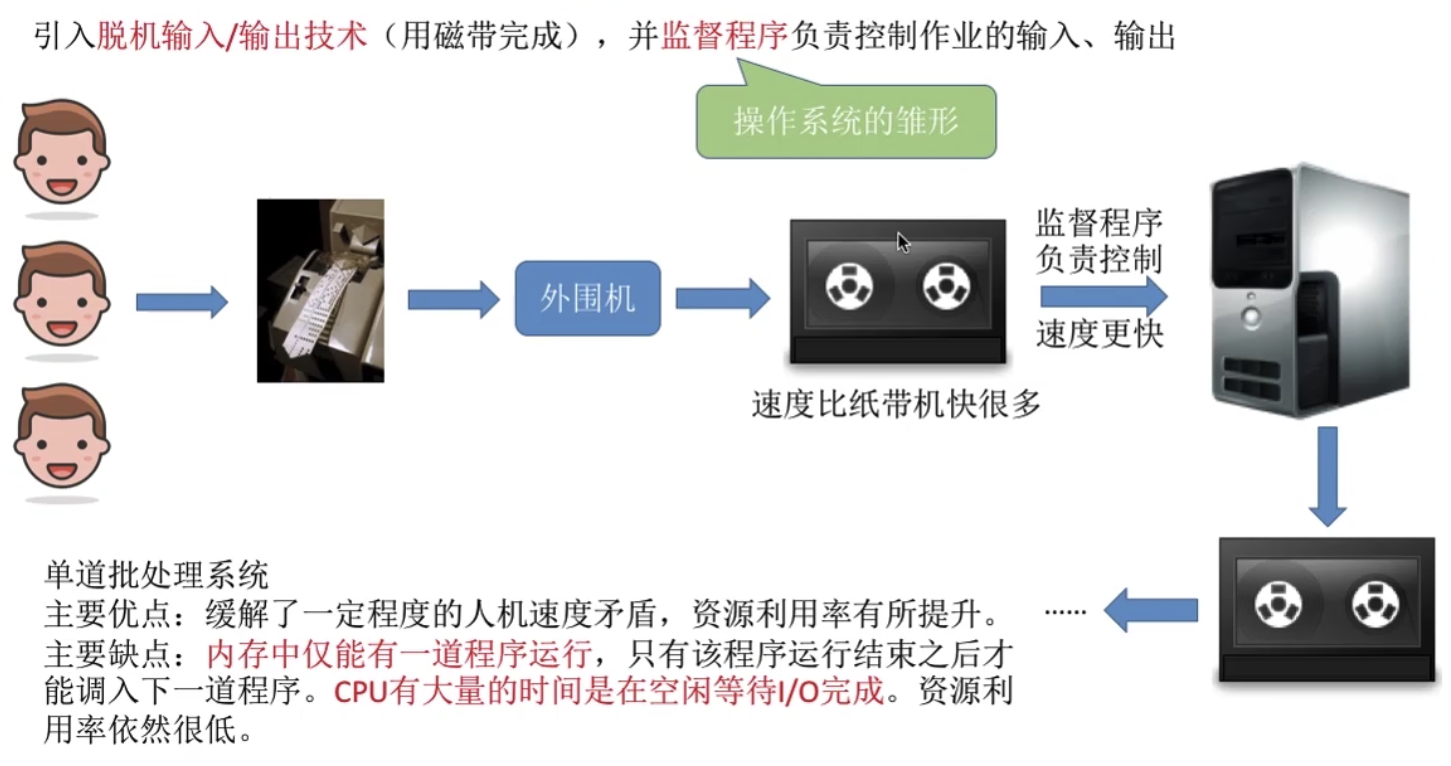 引入脱机输入/输出技术（用磁带完成），并监督程序负责控制作业的输入、输出
操作系统的雏形
外围机
监督程序
负责控制
速度更快
速度比纸带机快很多
单道批处理系统
主要优点：缓解了一定程度的人机速度矛盾，资源利用率有所提升。
主要缺点：内存中仅能有一道程序运行，只有该程序运行结束之后才
能调入下一道程序。CPU有大量的时间是在空闲等待I/O完成。资源利
用率依然很低。
......